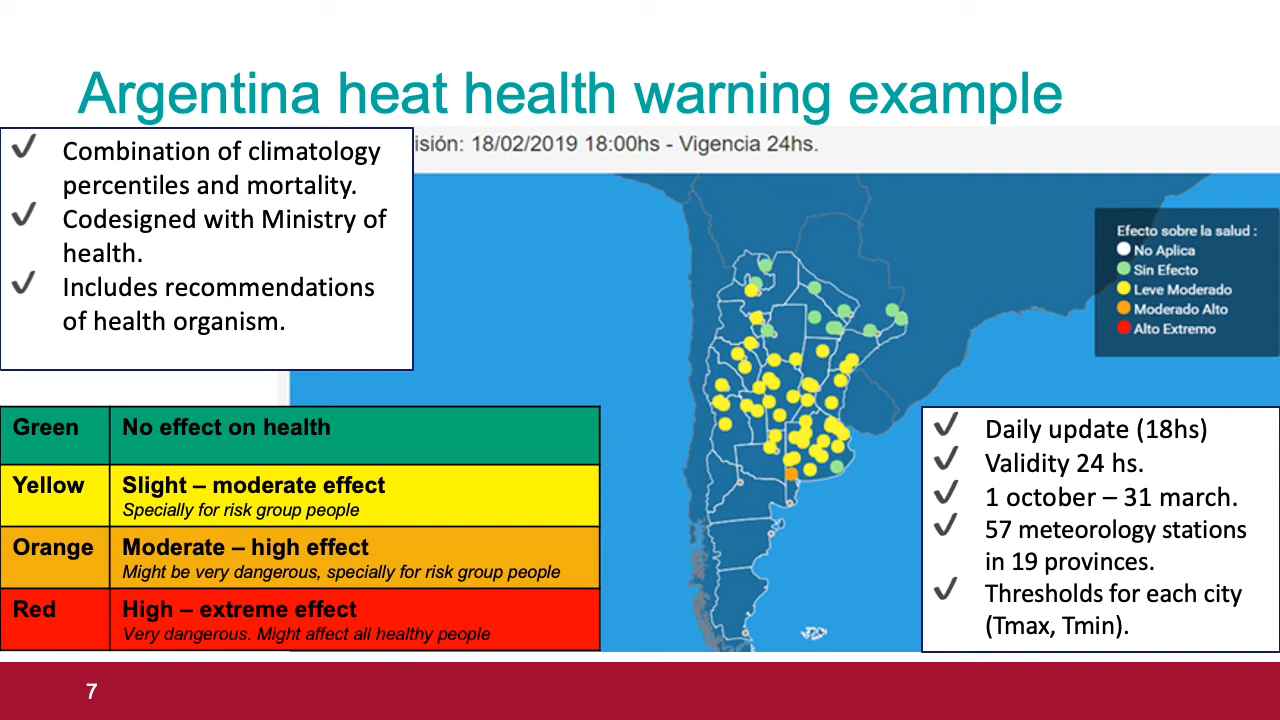 Argentina heat health warning example
isión: 18/02/2019 18:00hs - Vigencia 24hs.
✔ Combination of climatology
percentiles and mortality.
✔ Codesigned with Ministry of
health.
✔ Includes recommendations
of health organism.
Efecto sobre la salud :
No Aplica
Sin Efecto
Leve Moderado
Moderado Alto
Alto Extremo
Green No effect on health
Yellow Slight – moderate effect
Specially for risk group people
Orange Moderate – high effect
Might be very dangerous, specially for risk group people
Red High – extreme effect
Very dangerous. Might affect all healthy people
✔ Daily update (18hs)
✔ Validity 24 hs.
✔ 1 october – 31 march.
✔ 57 meteorology stations
in 19 provinces.
✔ Thresholds for each city
(Tmax, Tmin).
7